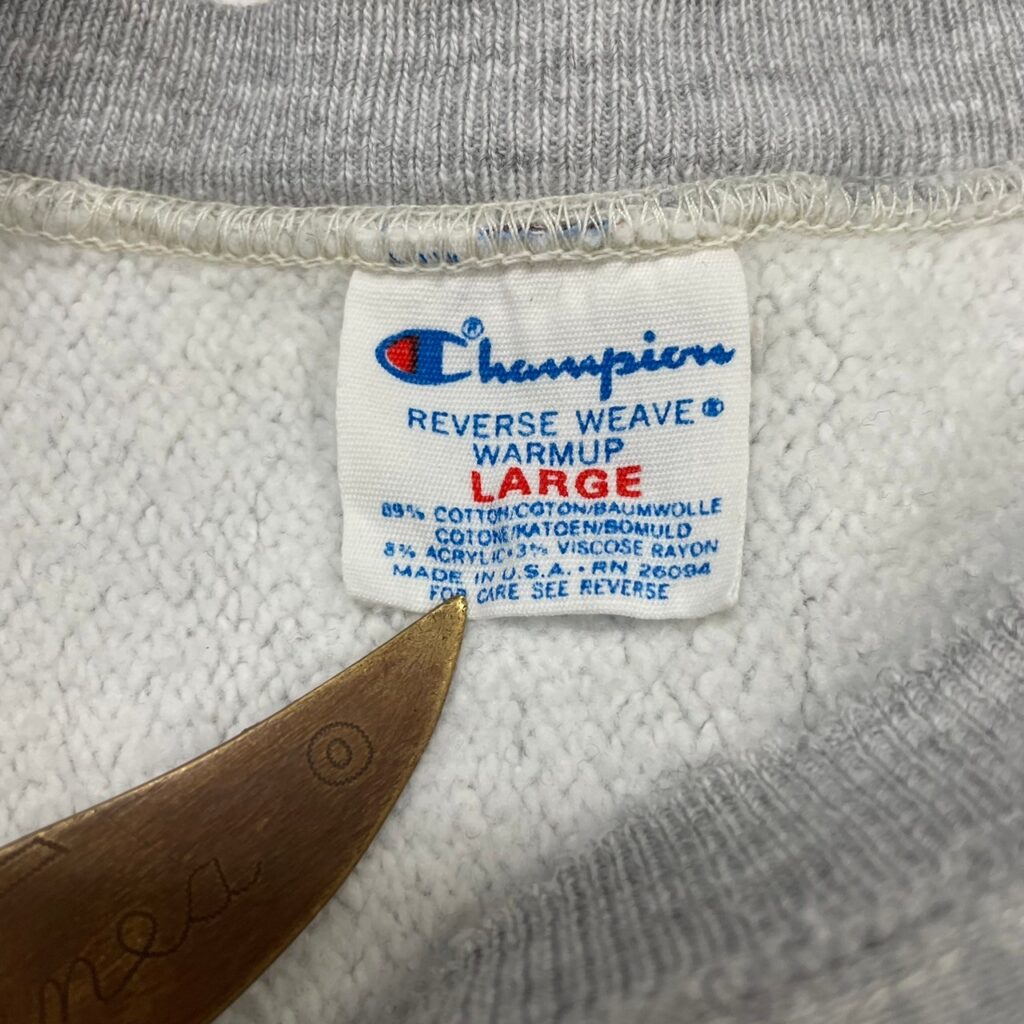 Champion®
REVERSE WEAVE®
WARMUP
LARGE
89% COTTON/COTON/BAUMWOLLE
COTONE/KATOEN/BOMULD
8% ACRYLIC•3% VISCOSE RAYON
MADE IN U.S.A.•RN 26094
FOR CARE SEE REVERSE